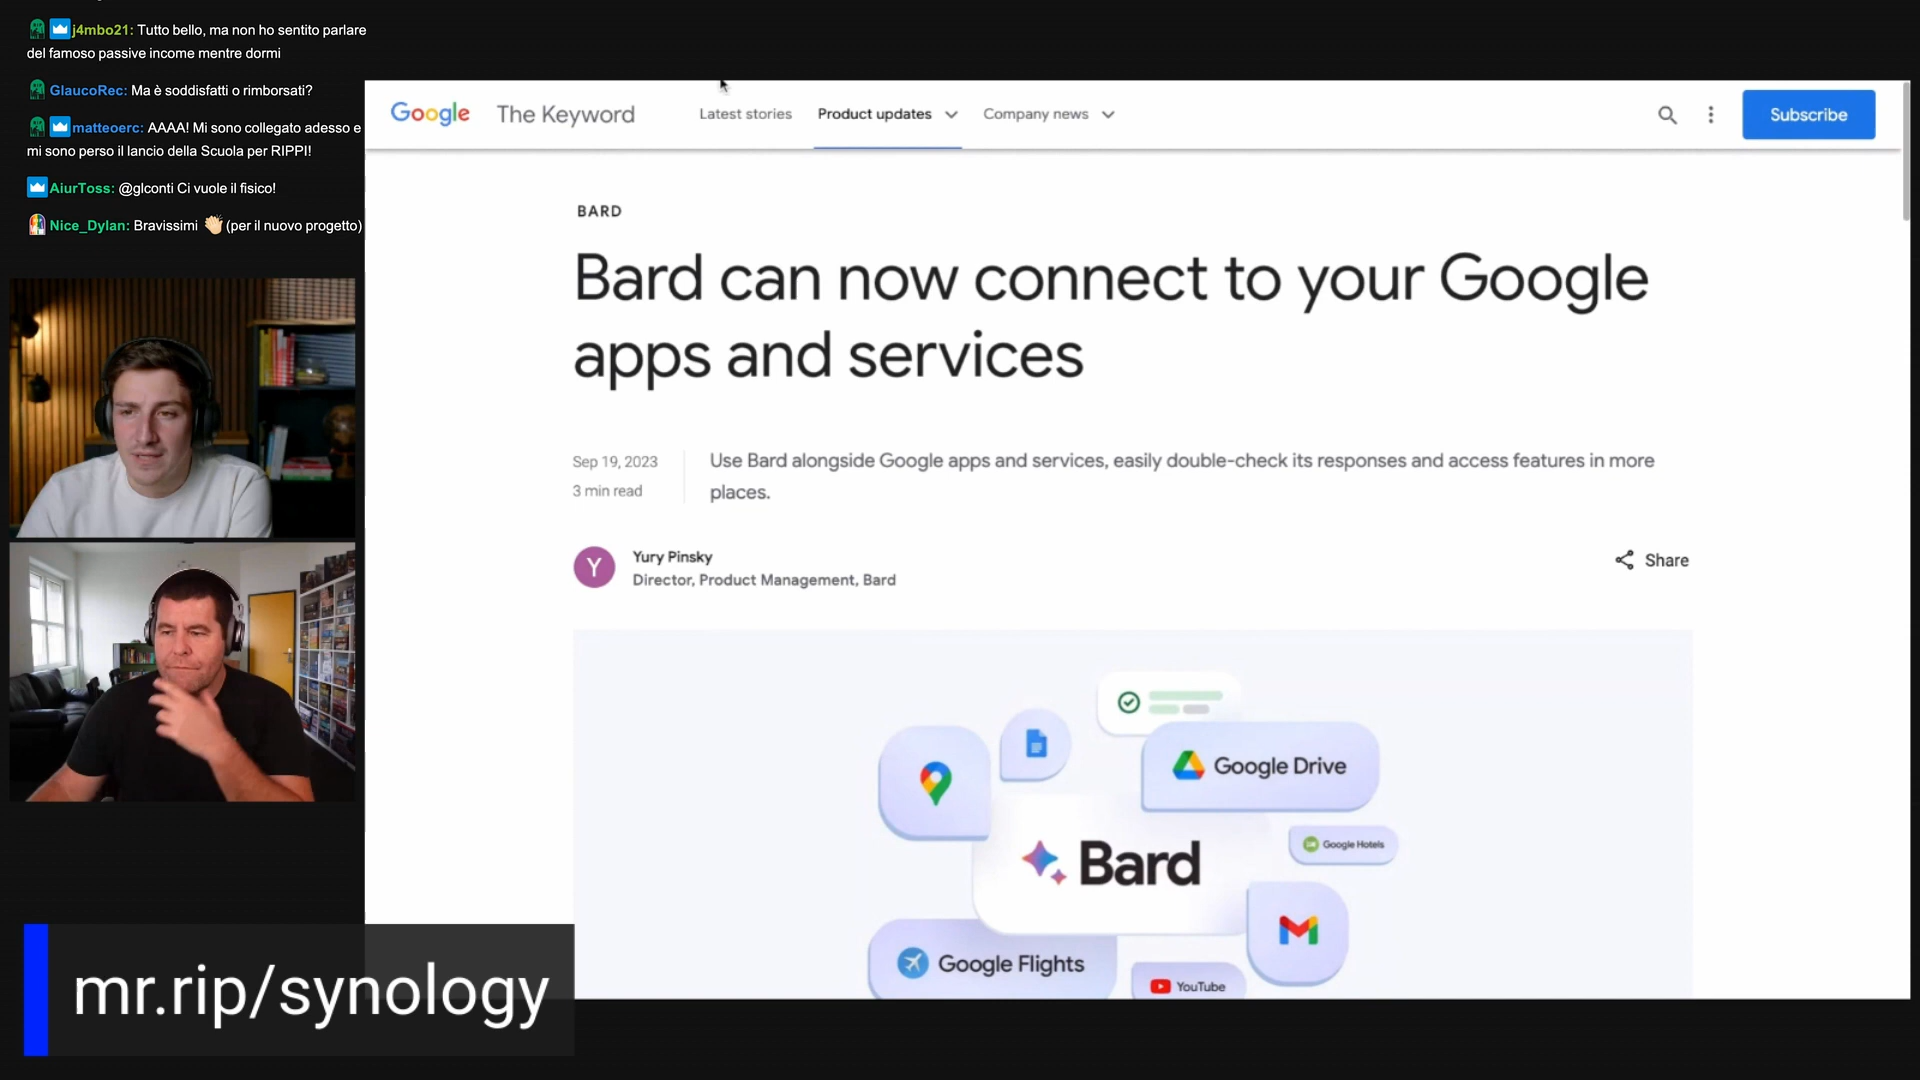 j4mbo21: Tutto bello, ma non ho sentito parlare
del famoso passive income mentre dormi
GlaucoRec: Ma è soddisfatti o rimborsati?
matteoerc: AAAA! Mi sono collegato adesso e
mi sono perso il lancio della Scuola per RIPPI!
AiurToss: @glconti Ci vuole il fisico!
Nice_Dylan: Bravissimi 👏🏻 (per il nuovo progetto)
Google The Keyword Latest stories Product updates Company news Subscribe
BARD
Bard can now connect to your Google
apps and services
Sep 19, 2023
3 min read
Use Bard alongside Google apps and services, easily double-check its responses and access features in more
places.
Y
Yury Pinsky
Director, Product Management, Bard
Share
Google Drive
Google Hotels
Bard
Google Flights
YouTube
mr.rip/synology